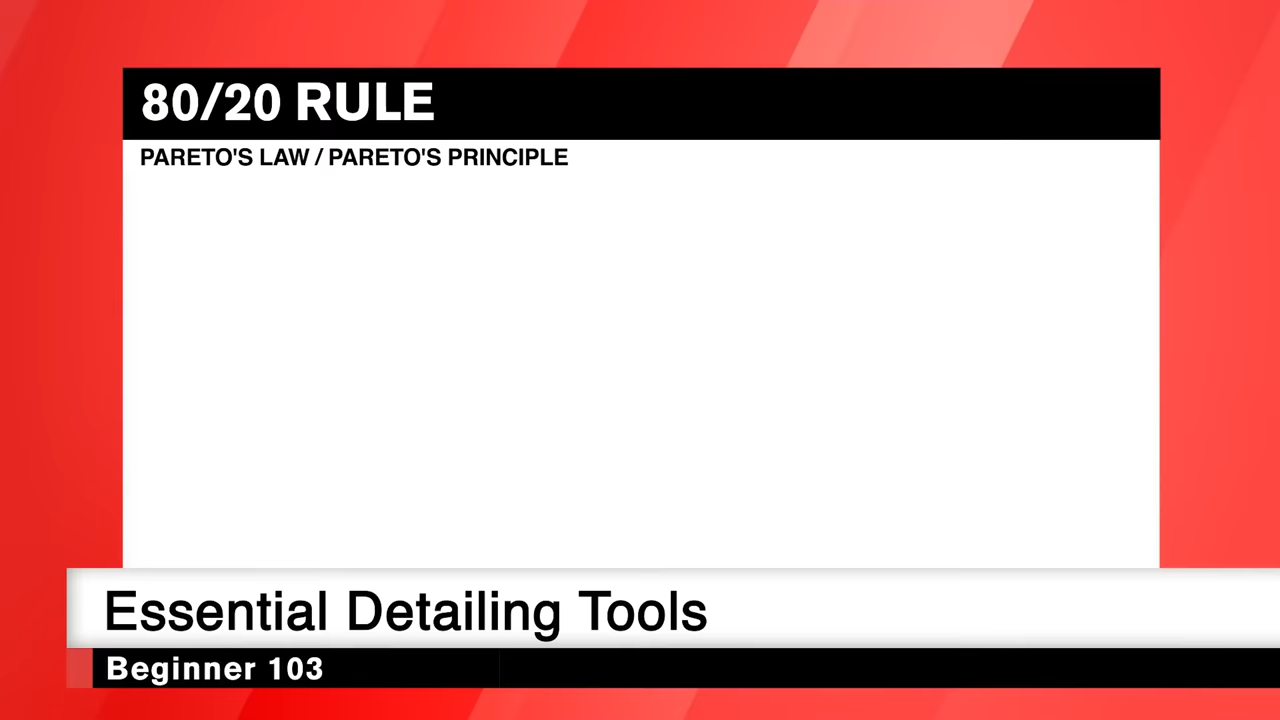 80/20 RULE
PARETO'S LAW / PARETO'S PRINCIPLE
Essential Detailing Tools
Beginner 103